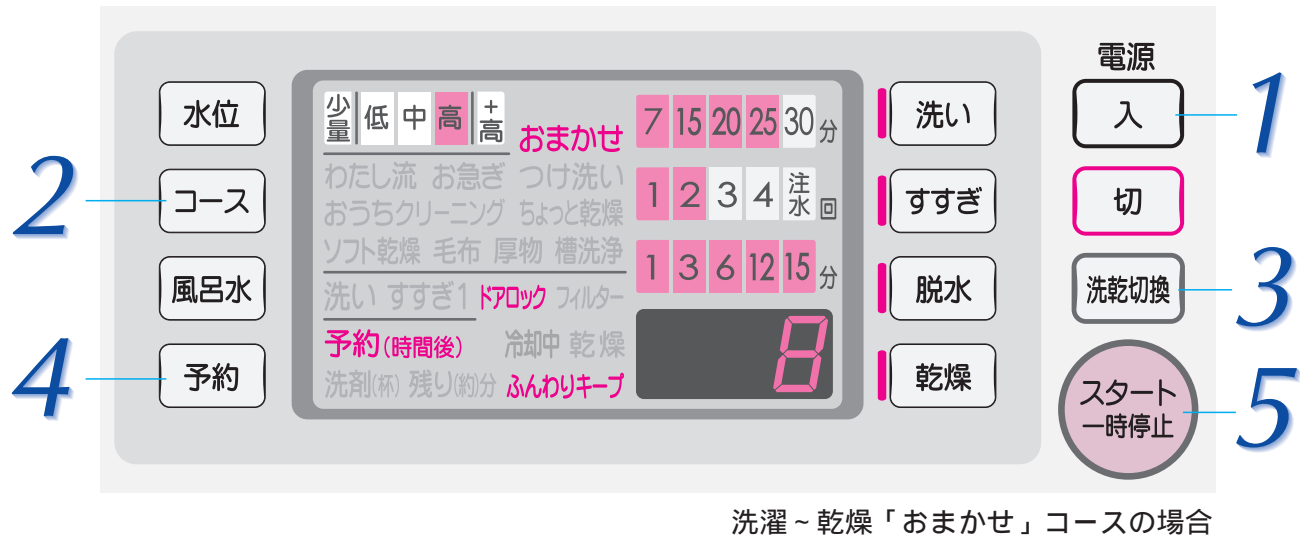 電源
水位
少量 低 中 高 +高
おまかせ
7 15 20 25 30 分
洗い
入
1
2
コース
わたし流 お急ぎ つけ洗い
おうちクリーニング ちょっと乾燥
ソフト乾燥 毛布 厚物 槽洗浄
1 2 3 4 注水 回
すすぎ
切
風呂水
洗い すすぎ1 ドアロック フィルター
1 3 6 12 15 分
脱水
洗乾切換
3
4
予約
予約(時間後) 冷却中 乾燥
洗剤(杯) 残り(約)分 ふんわりキープ
8
乾燥
スタート
一時停止
5
洗濯~乾燥「おまかせ」コースの場合